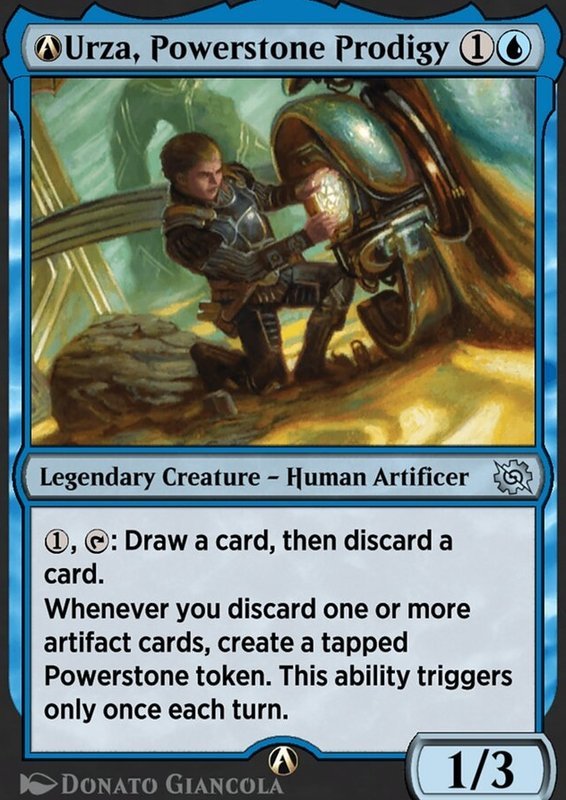 Urza, Powerstone Prodigy 1
Legendary Creature – Human Artificer
1, : Draw a card, then discard a
card.
Whenever you discard one or more
artifact cards, create a tapped
Powerstone token. This ability triggers
only once each turn.
1/3
Donato Giancola